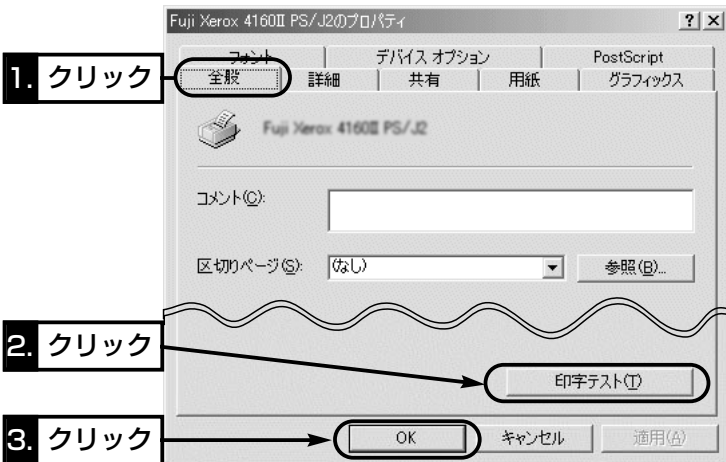 Fuji Xerox 4160II PS/J2のプロパティ
? ×
フォント デバイス オプション PostScript
1. クリック
全般 詳細 共有 用紙 グラフィックス
Fuji Xerox 4160II PS/J2
コメント(C):
区切りページ(S): (なし) 参照(B)...
2. クリック
印字テスト(T)
3. クリック
OK キャンセル 適用(A)